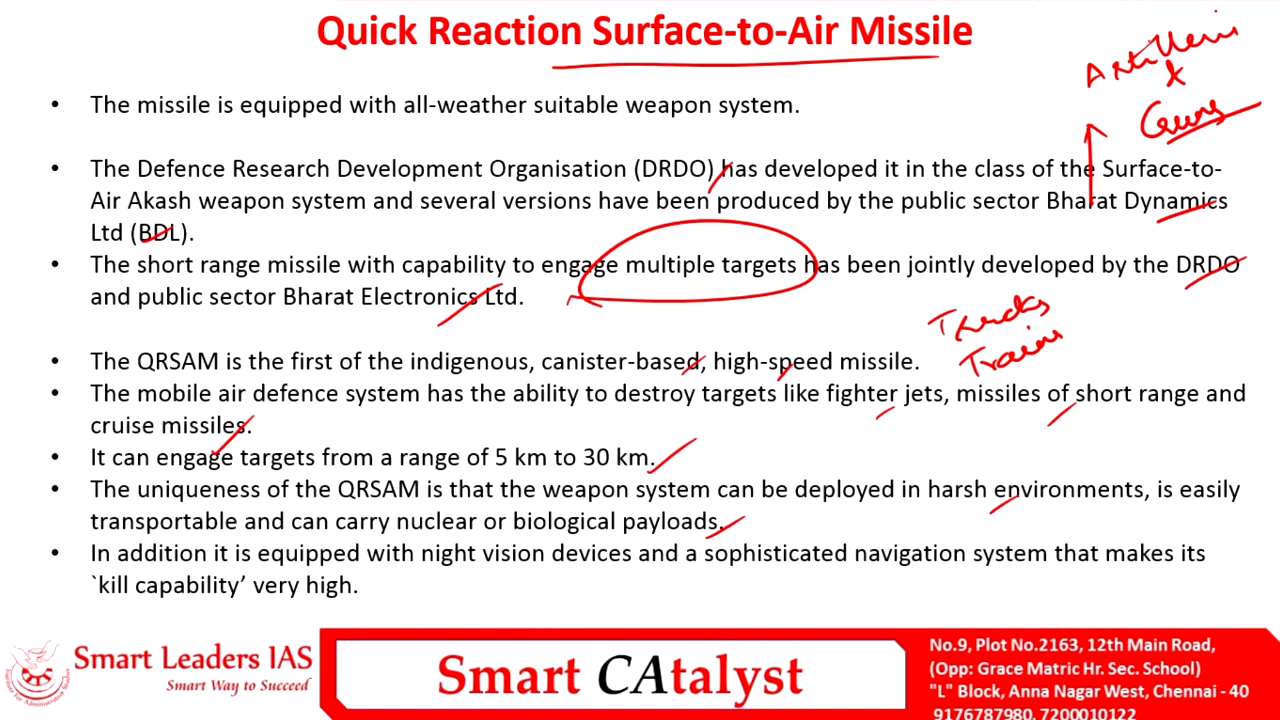 Quick Reaction Surface-to-Air Missile
Artilleries
&
Guns
• The missile is equipped with all-weather suitable weapon system.
• The Defence Research Development Organisation (DRDO) has developed it in the class of the Surface-to-
Air Akash weapon system and several versions have been produced by the public sector Bharat Dynamics
Ltd (BDL).
• The short range missile with capability to engage multiple targets has been jointly developed by the DRDO
and public sector Bharat Electronics Ltd.
Trucks
Trains
• The QRSAM is the first of the indigenous, canister-based, high-speed missile.
• The mobile air defence system has the ability to destroy targets like fighter jets, missiles of short range and
cruise missiles.
• It can engage targets from a range of 5 km to 30 km.
• The uniqueness of the QRSAM is that the weapon system can be deployed in harsh environments, is easily
transportable and can carry nuclear or biological payloads.
• In addition it is equipped with night vision devices and a sophisticated navigation system that makes its
`kill capability’ very high.
Smart Leaders IAS
Smart Way to Succeed
Smart CAtalyst
No.9, Plot No.2163, 12th Main Road,
(Opp: Grace Matric Hr. Sec. School)
"L" Block, Anna Nagar West, Chennai - 40
9176787980, 7200010122